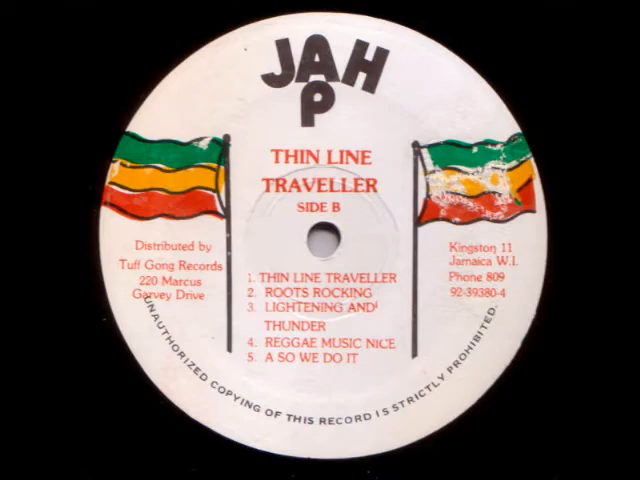 JAH
P
THIN LINE
TRAVELLER
SIDE B
Distributed by
Tuff Gong Records
220 Marcus
Garvey Drive
Kingston 11
Jamaica W.I.
Phone 809
92-39380-4
1. THIN LINE TRAVELLER
2. ROOTS ROCKING
3. LIGHTENING AND
THUNDER
4. REGGAE MUSIC NICE
5. A SO WE DO IT
UNAUTHORIZED COPYING OF THIS RECORD IS STRICTLY PROHIBITED.